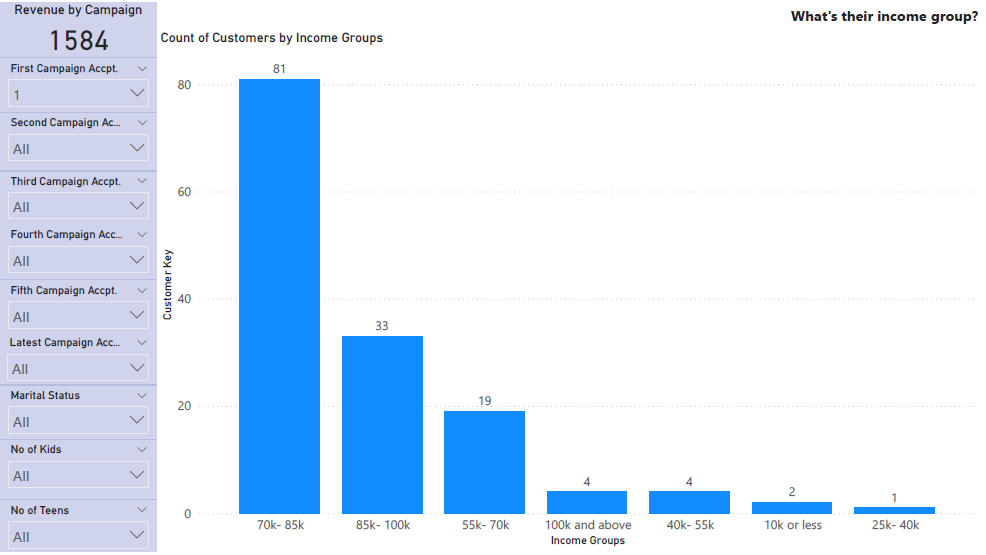 Revenue by Campaign
1584
First Campaign Accpt.
1
Second Campaign Ac...
All
Third Campaign Accpt.
All
Fourth Campaign Acc...
All
Fifth Campaign Accpt.
All
Latest Campaign Acc...
All
Marital Status
All
No of Kids
All
No of Teens
All
What's their income group?
Count of Customers by Income Groups
Customer Key
80
60
40
20
0
81
33
19
4
4
2
1
70k- 85k
85k- 100k
55k- 70k
100k and above
40k- 55k
10k or less
25k- 40k
Income Groups